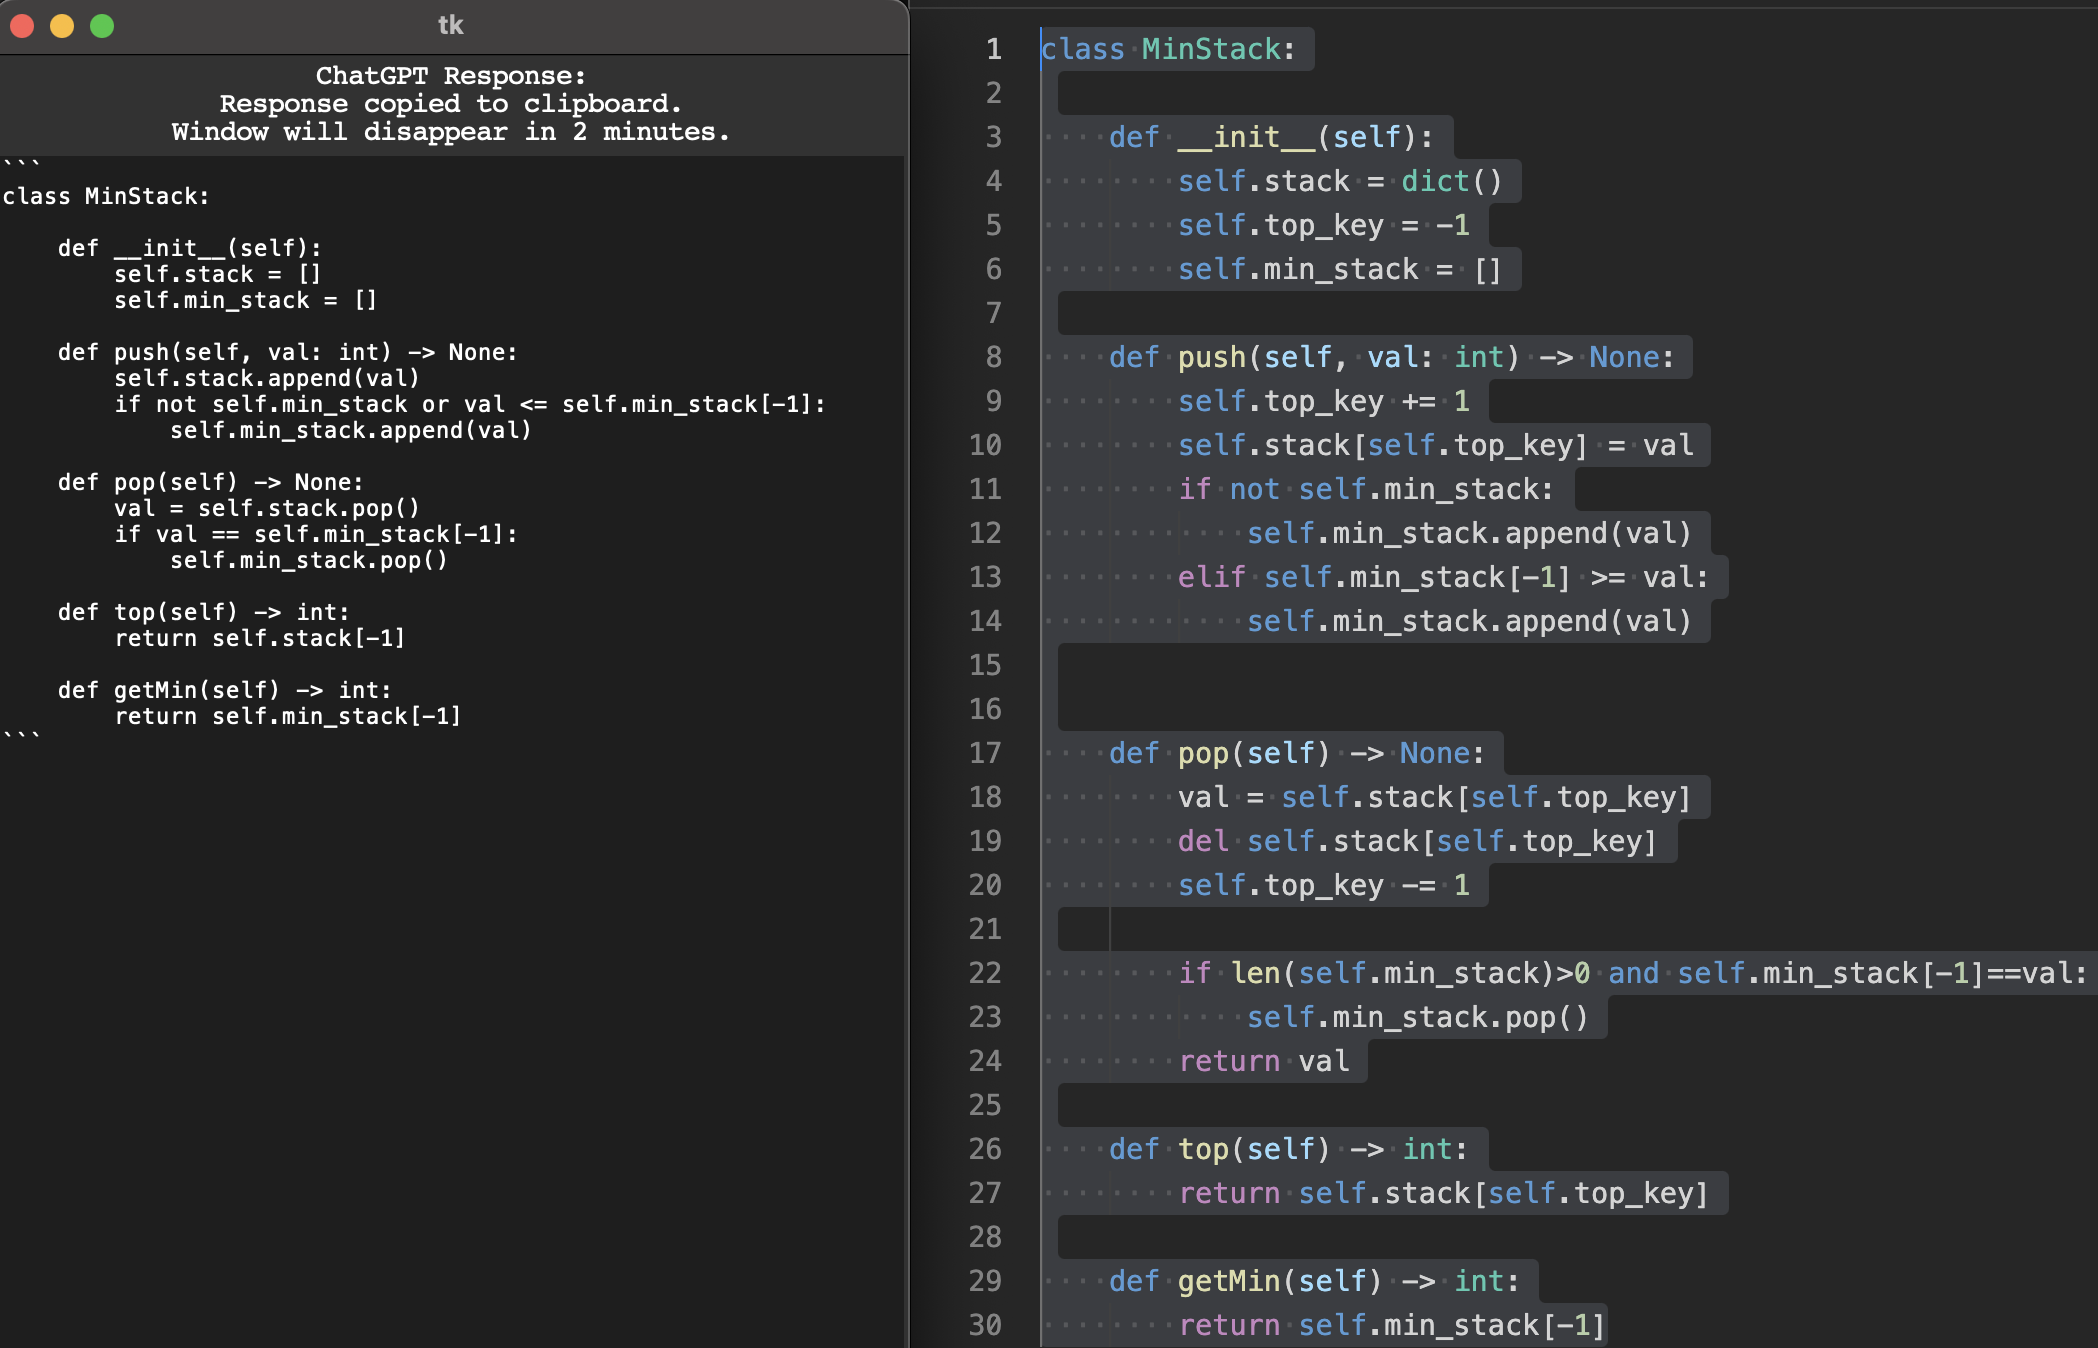 tk
ChatGPT Response:
Response copied to clipboard.
Window will disappear in 2 minutes.
```
class MinStack:

    def __init__(self):
        self.stack = []
        self.min_stack = []

    def push(self, val: int) -> None:
        self.stack.append(val)
        if not self.min_stack or val <= self.min_stack[-1]:
            self.min_stack.append(val)

    def pop(self) -> None:
        val = self.stack.pop()
        if val == self.min_stack[-1]:
            self.min_stack.pop()

    def top(self) -> int:
        return self.stack[-1]

    def getMin(self) -> int:
        return self.min_stack[-1]
```
1 class MinStack:
2
3     def __init__(self):
4         self.stack = dict()
5         self.top_key = -1
6         self.min_stack = []
7
8     def push(self, val: int) -> None:
9         self.top_key += 1
10         self.stack[self.top_key] = val
11         if not self.min_stack:
12             self.min_stack.append(val)
13         elif self.min_stack[-1] >= val:
14             self.min_stack.append(val)
15
16
17     def pop(self) -> None:
18         val = self.stack[self.top_key]
19         del self.stack[self.top_key]
20         self.top_key -= 1
21
22         if len(self.min_stack)>0 and self.min_stack[-1]==val:
23             self.min_stack.pop()
24         return val
25
26     def top(self) -> int:
27         return self.stack[self.top_key]
28
29     def getMin(self) -> int:
30         return self.min_stack[-1]